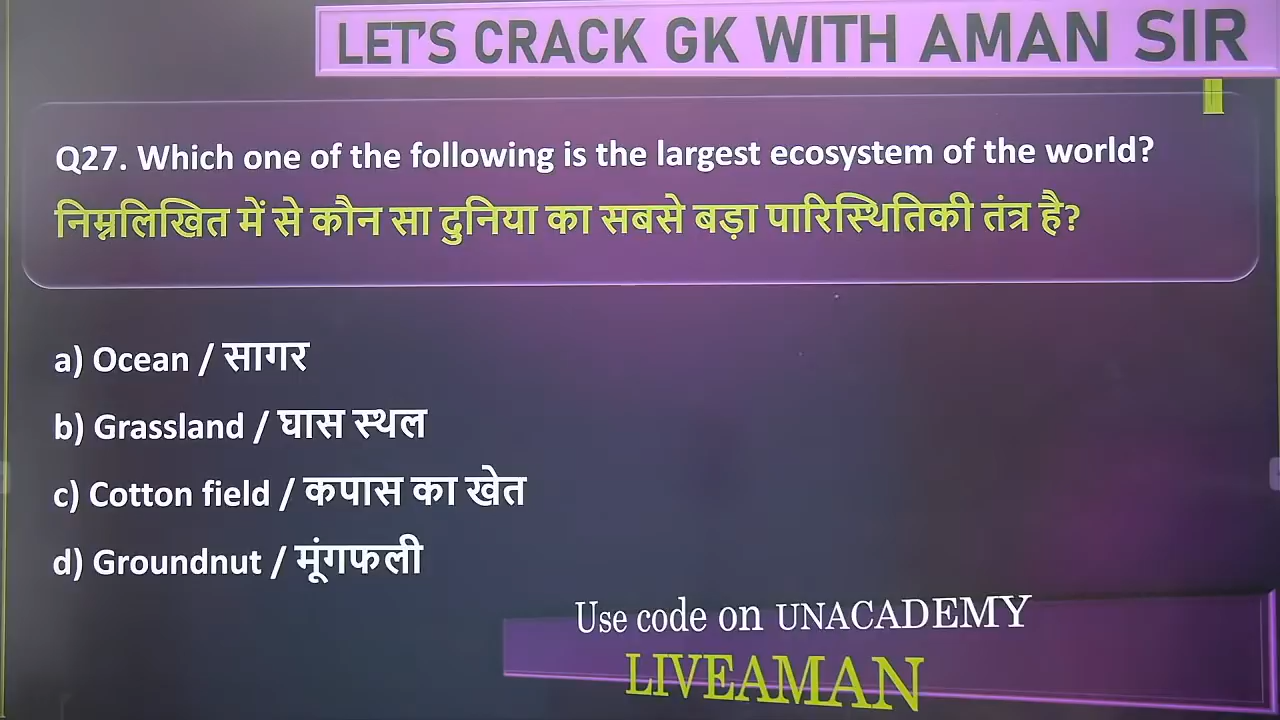 LET'S CRACK GK WITH AMAN SIR
Q27. Which one of the following is the largest ecosystem of the world?
निम्नलिखित में से कौन सा दुनिया का सबसे बड़ा पारिस्थितिकी तंत्र है?
a) Ocean / सागर
b) Grassland / घास स्थल
c) Cotton field / कपास का खेत
d) Groundnut / मूंगफली
Use code on UNACADEMY
LIVEAMAN